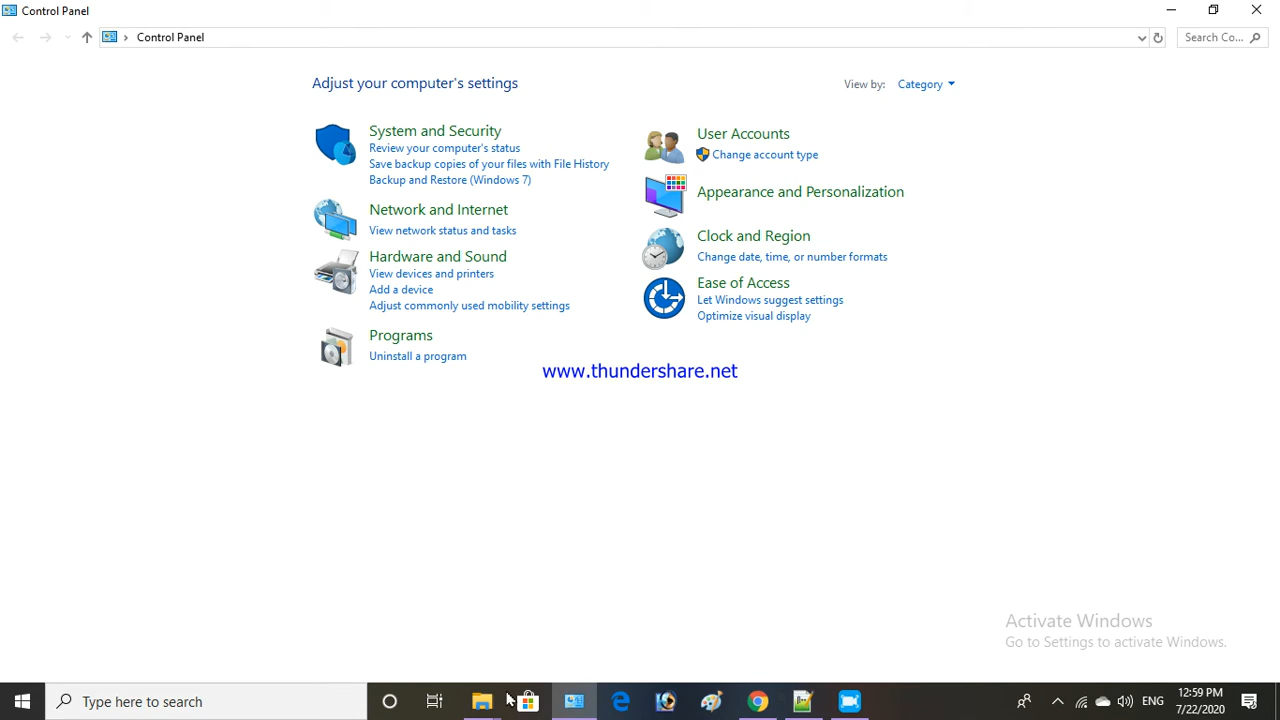 Control Panel
Control Panel
Search Co...
Adjust your computer's settings
View by: Category
System and Security
Review your computer's status
Save backup copies of your files with File History
Backup and Restore (Windows 7)
Network and Internet
View network status and tasks
Hardware and Sound
View devices and printers
Add a device
Adjust commonly used mobility settings
Programs
Uninstall a program
User Accounts
Change account type
Appearance and Personalization
Clock and Region
Change date, time, or number formats
Ease of Access
Let Windows suggest settings
Optimize visual display
www.thundershare.net
Activate Windows
Go to Settings to activate Windows.
Type here to search
ENG
12:59 PM
7/22/2020